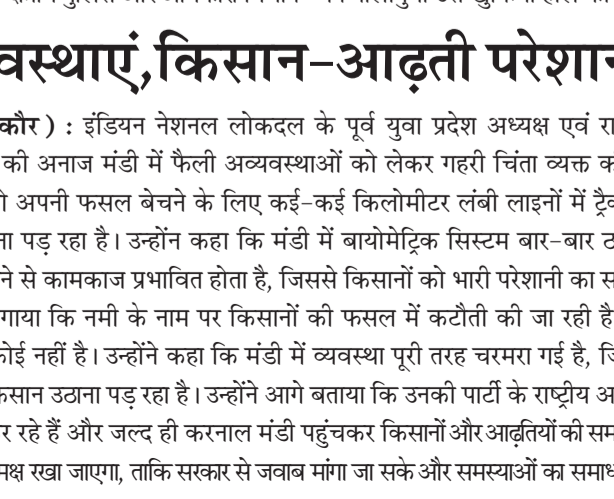 वस्थाएं,किसान-आढ़ती परेशान
कौर ) : इंडियन नेशनल लोकदल के पूर्व युवा प्रदेश अध्यक्ष एवं रा
की अनाज मंडी में फैली अव्यवस्थाओं को लेकर गहरी चिंता व्यक्त क
अपनी फसल बेचने के लिए कई-कई किलोमीटर लंबी लाइनों में ट्रै
ना पड़ रहा है। उन्होंन कहा कि मंडी में बायोमेट्रिक सिस्टम बार-बार ठ
ने से कामकाज प्रभावित होता है, जिससे किसानों को भारी परेशानी का स
गाया कि नमी के नाम पर किसानों की फसल में कटौती की जा रही है
कोई नहीं है। उन्होंने कहा कि मंडी में व्यवस्था पूरी तरह चरमरा गई है, जि
कसान उठाना पड़ रहा है। उन्होंने आगे बताया कि उनकी पार्टी के राष्ट्रीय अ
र रहे हैं और जल्द ही करनाल मंडी पहुंचकर किसानों और आढ़तियों की सम
मक्ष रखा जाएगा, ताकि सरकार से जवाब मांगा जा सके और समस्याओं का समाध